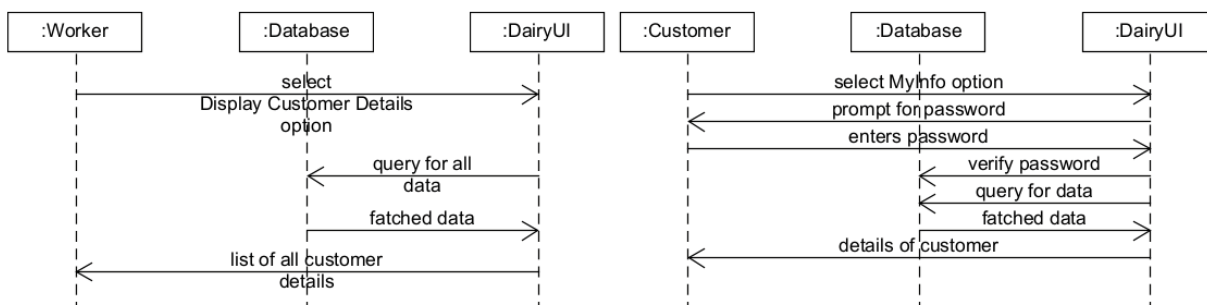 :Worker
:Database
:DairyUI
select
Display Customer Details
option
query for all
data
fatched data
list of all customer
details
:Customer
:Database
:DairyUI
select MyInfo option
prompt for password
enters password
verify password
query for data
fatched data
details of customer